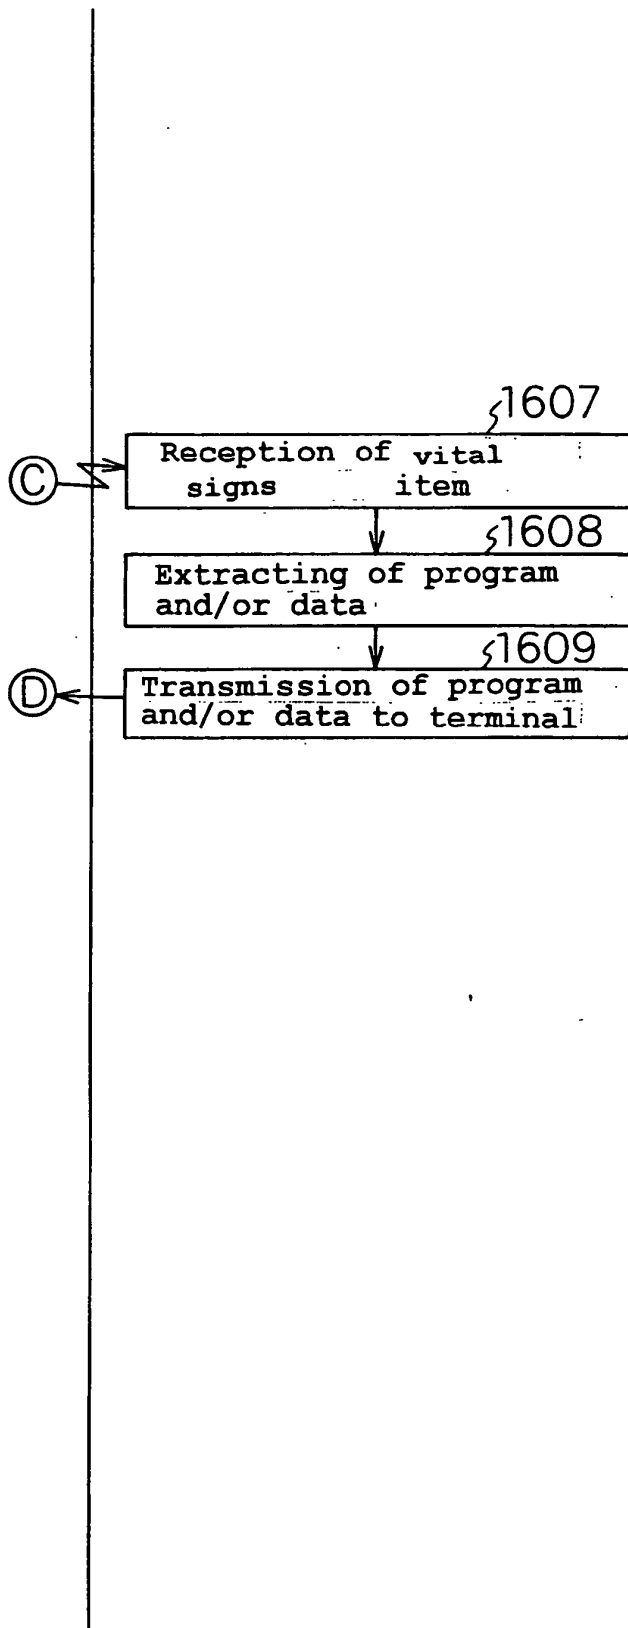 1607
C
Reception of vital
signs item
1608
Extracting of program
and/or data
1609
D
Transmission of program
and/or data to terminal